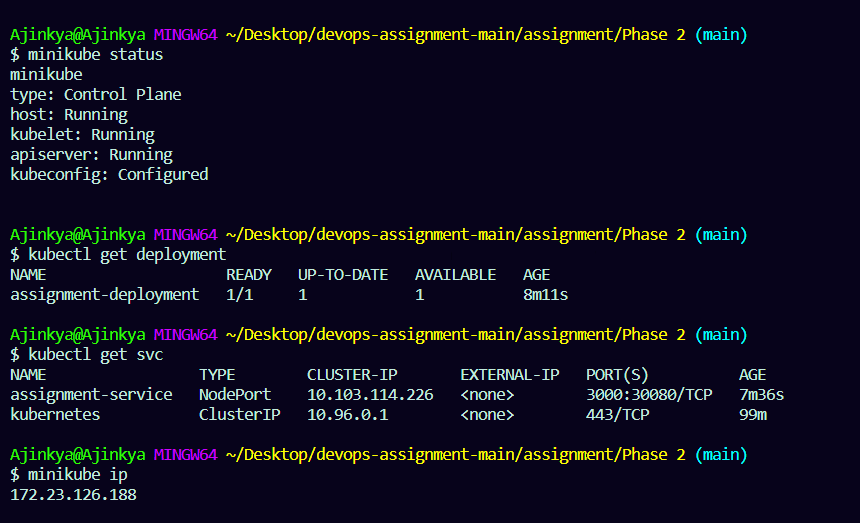 Ajinkya@Ajinkya MINGW64 ~/Desktop/devops-assignment-main/assignment/Phase 2 (main)
$ minikube status
minikube
type: Control Plane
host: Running
kubelet: Running
apiserver: Running
kubeconfig: Configured
Ajinkya@Ajinkya MINGW64 ~/Desktop/devops-assignment-main/assignment/Phase 2 (main)
$ kubectl get deployment
NAME READY UP-TO-DATE AVAILABLE AGE
assignment-deployment 1/1 1 1 8m11s
Ajinkya@Ajinkya MINGW64 ~/Desktop/devops-assignment-main/assignment/Phase 2 (main)
$ kubectl get svc
NAME TYPE CLUSTER-IP EXTERNAL-IP PORT(S) AGE
assignment-service NodePort 10.103.114.226 <none> 3000:30080/TCP 7m36s
kubernetes ClusterIP 10.96.0.1 <none> 443/TCP 99m
Ajinkya@Ajinkya MINGW64 ~/Desktop/devops-assignment-main/assignment/Phase 2 (main)
$ minikube ip
172.23.126.188